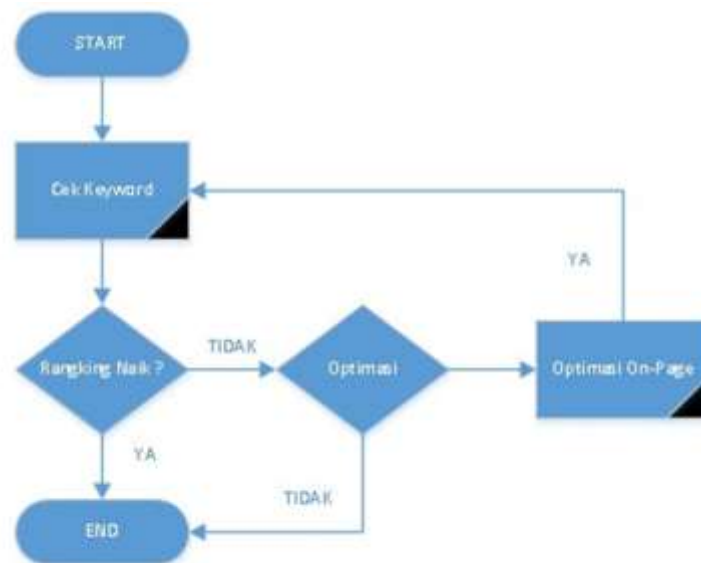 START
Cek Keyword
YA
Rangking Naik ?
TIDAK
Optimasi
Optimasi On-Page
YA
TIDAK
END